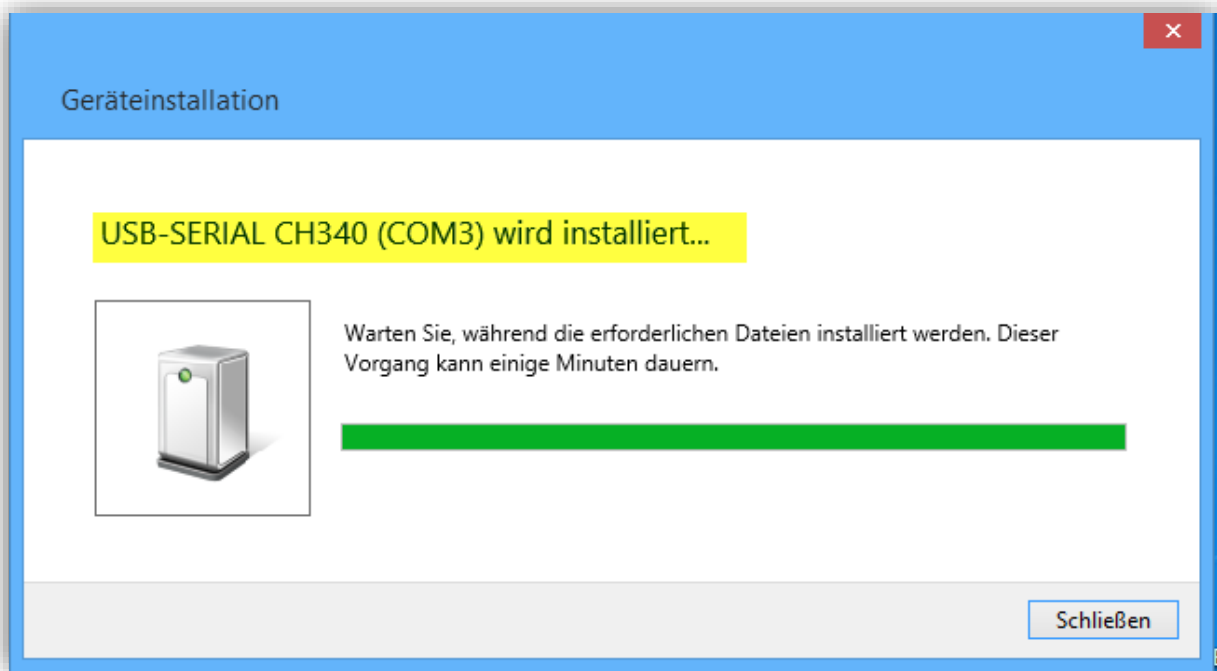 Geräteinstallation
USB-SERIAL CH340 (COM3) wird installiert...
Warten Sie, während die erforderlichen Dateien installiert werden. Dieser
Vorgang kann einige Minuten dauern.
Schließen